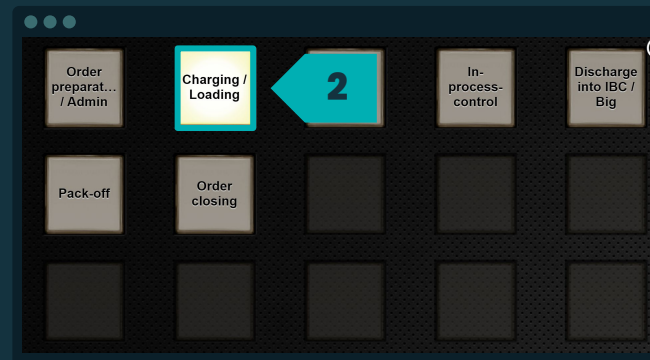 Order
preparat...
/ Admin
Charging /
Loading
2
In-
process-
control
Discharge
into IBC /
Big
Pack-off
Order
closing